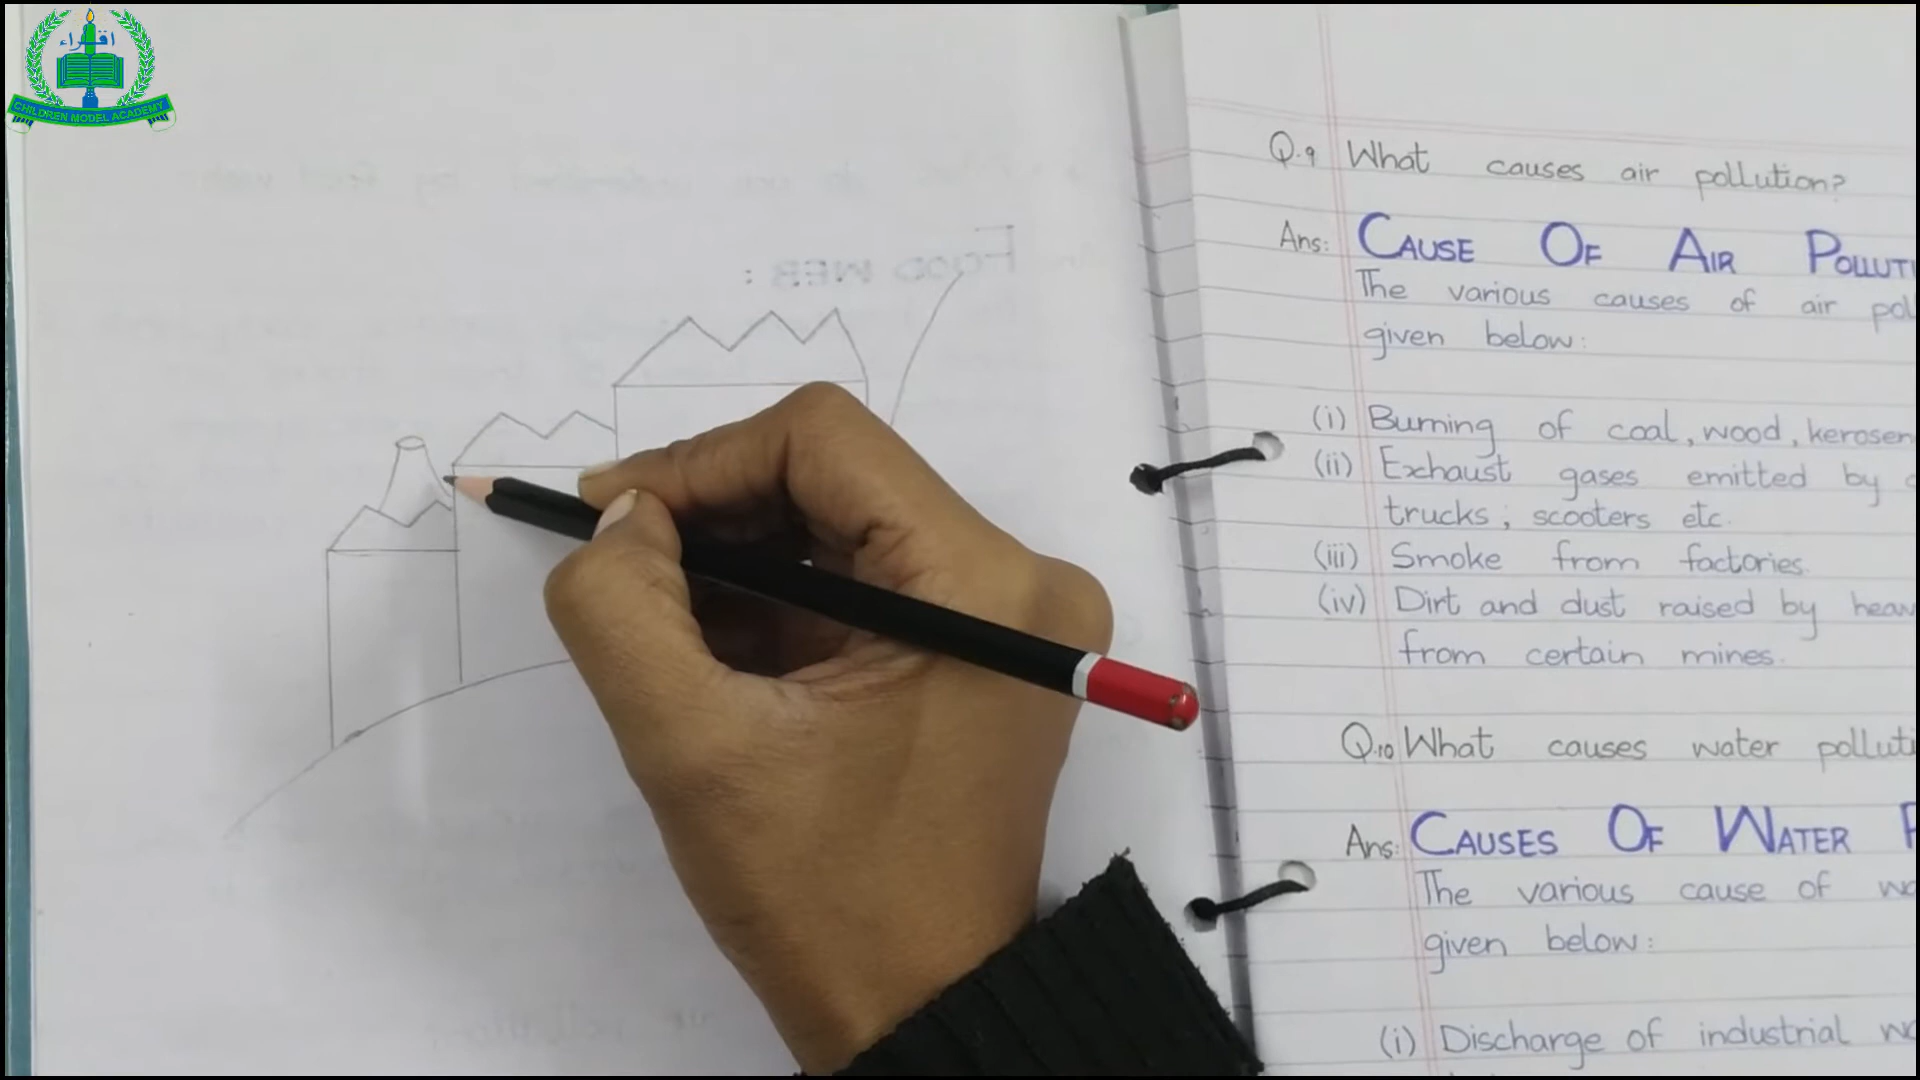 اقراء
CHILDREN MODEL ACADEMY
FOOD WEB:
Q.9 What causes air pollution?
Ans: CAUSE OF AIR
The various causes of air
given below:
(i) Burning of coal, wood,
(ii) Exhaust gases emitted by
trucks, scooters etc.
(iii) Smoke from factories.
(iv) Dirt and dust raised by
from certain mines.
Q.10 What causes water
Ans: CAUSES OF WATER
The various cause of
given below:
(i) Discharge of industrial